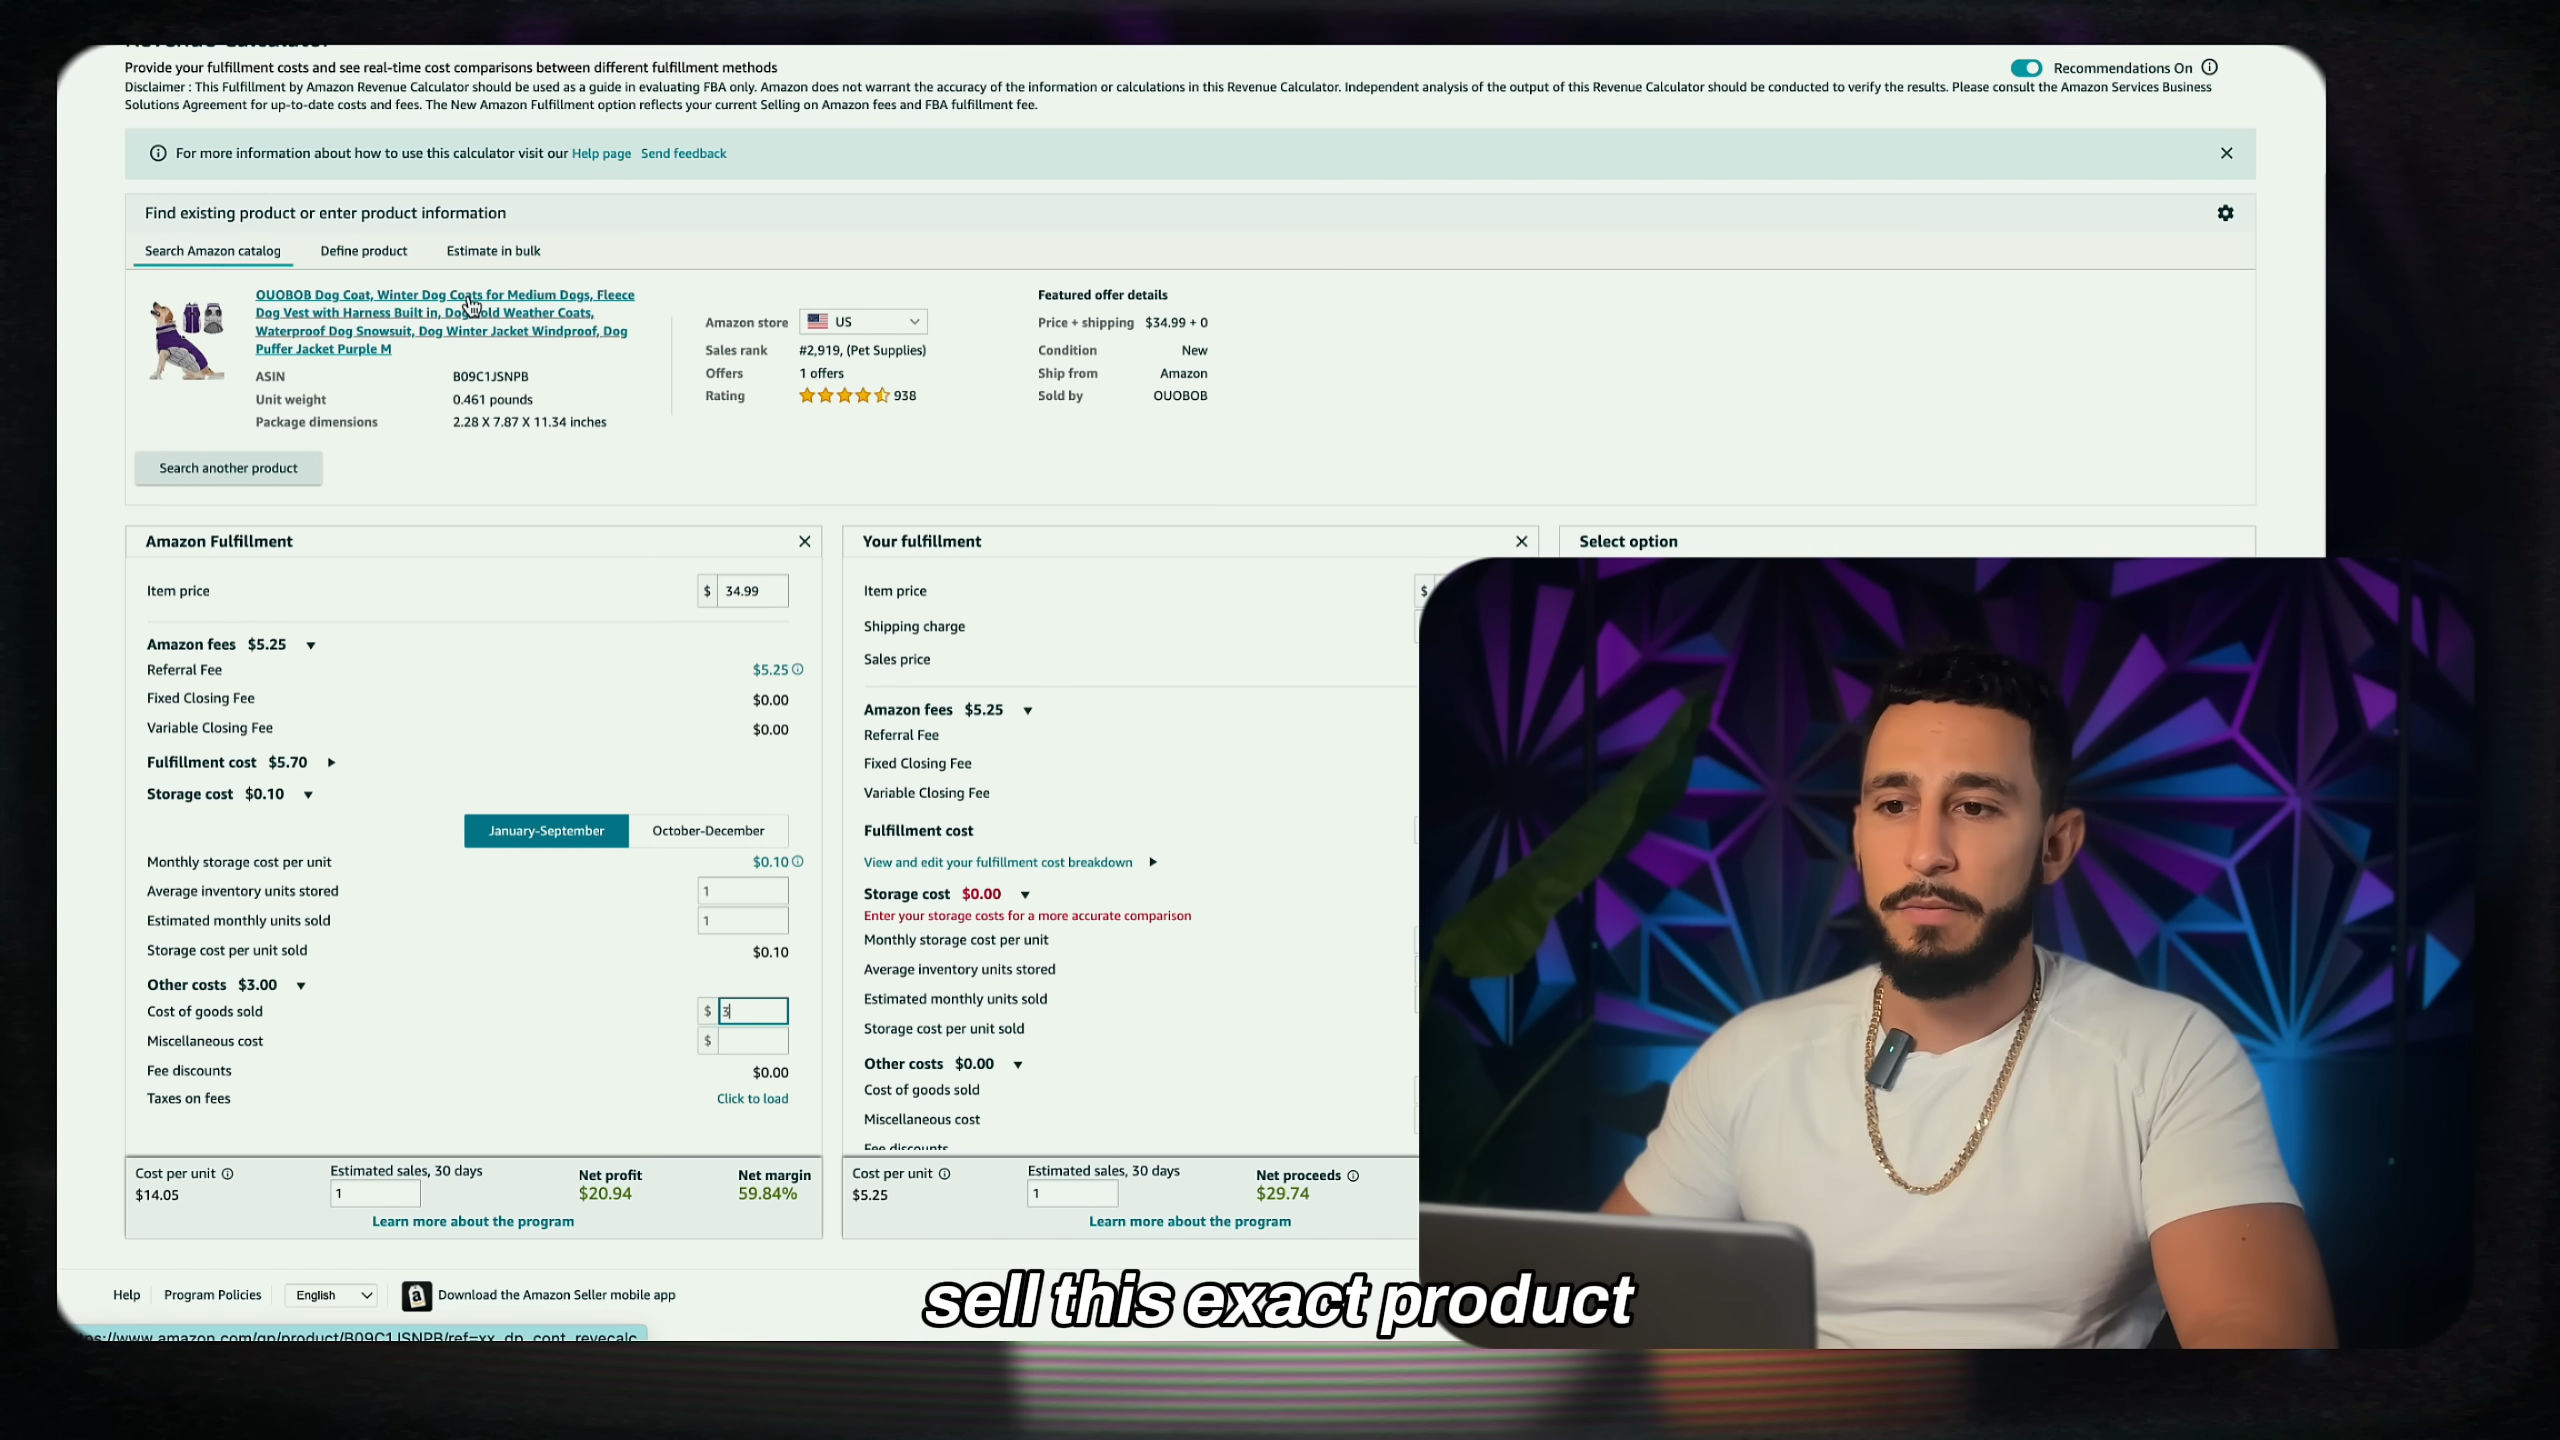 Revenue Calculator
Provide your fulfillment costs and see real-time cost comparisons between different fulfillment methods
Recommendations On
Disclaimer : This Fulfillment by Amazon Revenue Calculator should be used as a guide in evaluating FBA only. Amazon does not warrant the accuracy of the information or calculations in this Revenue Calculator. Independent analysis of the output of this Revenue Calculator should be conducted to verify the results. Please consult the Amazon Services Business
Solutions Agreement for up-to-date costs and fees. The New Amazon Fulfillment option reflects your current Selling on Amazon fees and FBA fulfillment fee.
For more information about how to use this calculator visit our Help page Send feedback
Find existing product or enter product information
Search Amazon catalog Define product Estimate in bulk
OUOBOB Dog Coat, Winter Dog Coats for Medium Dogs, Fleece
Dog Vest with Harness Built in, Dog Cold Weather Coats,
Waterproof Dog Snowsuit, Dog Winter Jacket Windproof, Dog
Puffer Jacket Purple M
ASIN B09C1JSNPB
Unit weight 0.461 pounds
Package dimensions 2.28 X 7.87 X 11.34 inches
Amazon store US
Sales rank #2,919, (Pet Supplies)
Offers 1 offers
Rating 938
Featured offer details
Price + shipping $34.99 + 0
Condition New
Ship from Amazon
Sold by OUOBOB
Search another product
Amazon Fulfillment
Item price $ 34.99
Amazon fees $5.25
Referral Fee $5.25
Fixed Closing Fee $0.00
Variable Closing Fee $0.00
Fulfillment cost $5.70
Storage cost $0.10
January-September October-December
Monthly storage cost per unit $0.10
Average inventory units stored 1
Estimated monthly units sold 1
Storage cost per unit sold $0.10
Other costs $3.00
Cost of goods sold $ 3
Miscellaneous cost $
Fee discounts $0.00
Taxes on fees Click to load
Cost per unit Estimated sales, 30 days Net profit Net margin
$14.05 1 $20.94 59.84%
Learn more about the program
Your fulfillment
Item price $
Shipping charge
Sales price
Amazon fees $5.25
Referral Fee
Fixed Closing Fee
Variable Closing Fee
Fulfillment cost
View and edit your fulfillment cost breakdown
Storage cost $0.00
Enter your storage costs for a more accurate comparison
Monthly storage cost per unit
Average inventory units stored
Estimated monthly units sold
Storage cost per unit sold
Other costs $0.00
Cost of goods sold
Miscellaneous cost
Fee discounts
Cost per unit Estimated sales, 30 days Net proceeds
$5.25 1 $29.74
Learn more about the program
Select option
Help Program Policies English a Download the Amazon Seller mobile app
ps://www.amazon.com/gp/product/B09C1JSNPB/ref=xx_dp_cont_revecalc
sell this exact product